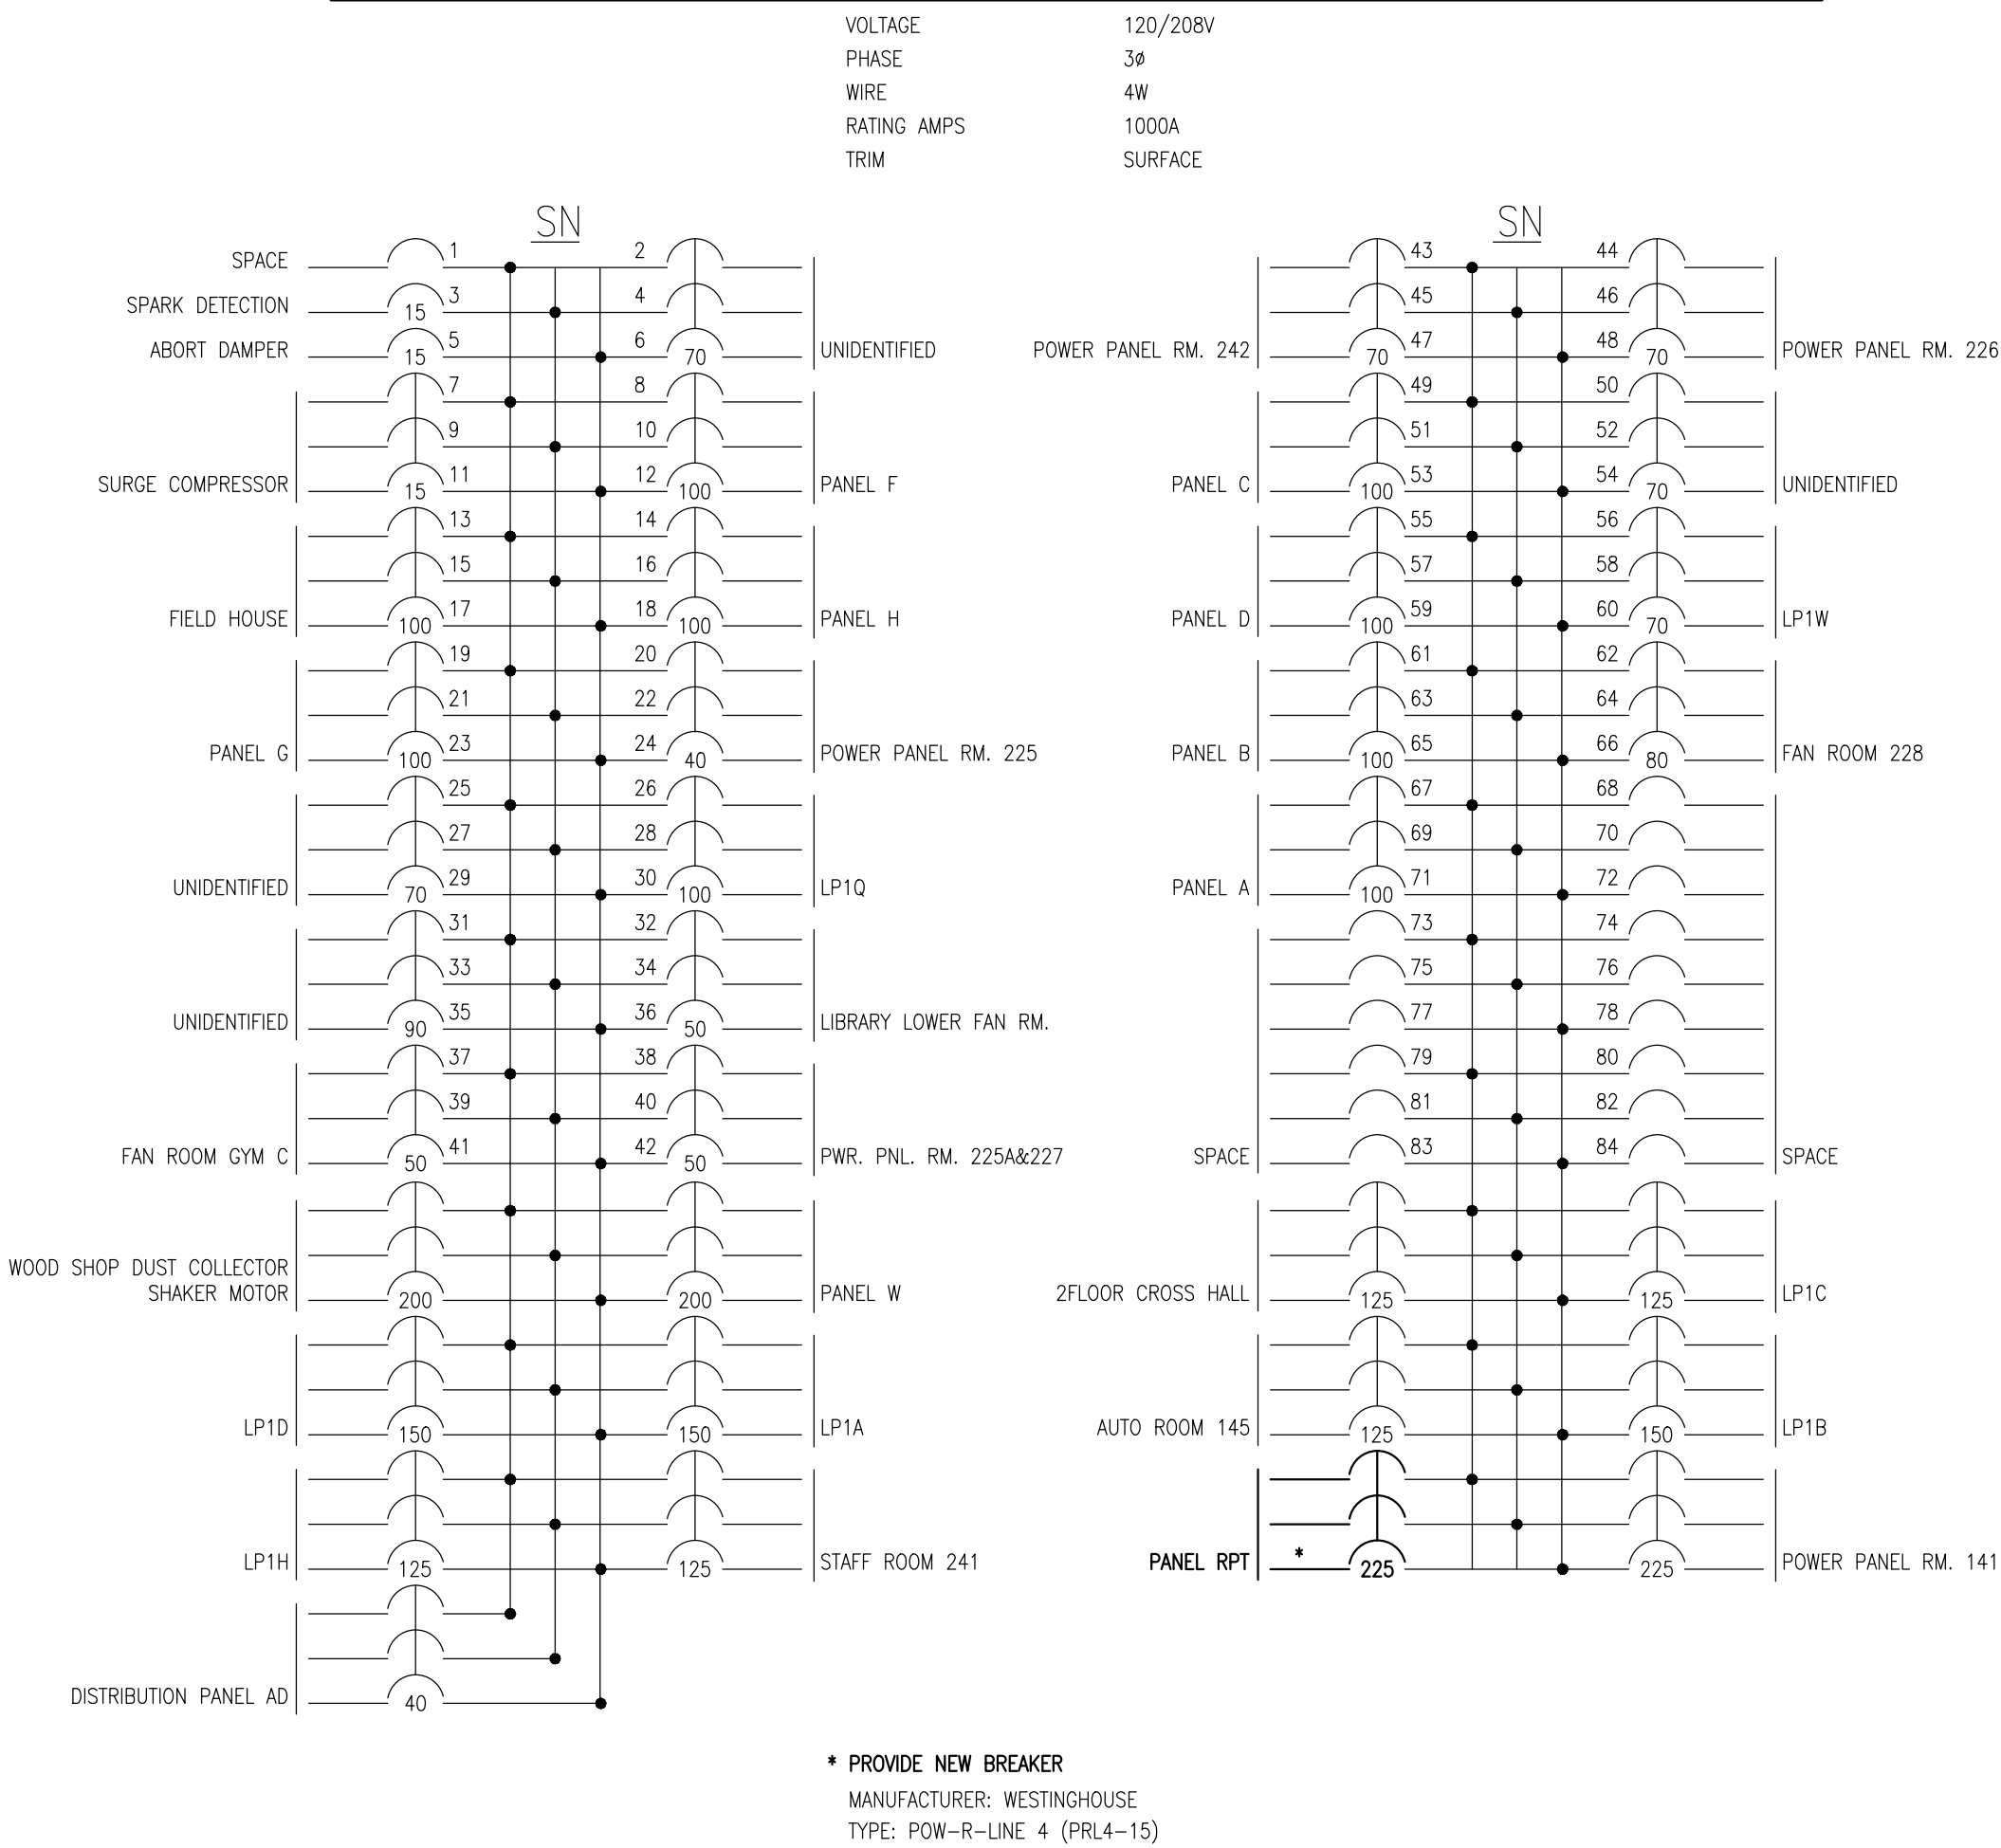 VOLTAGE 120/208V
PHASE 3ø
WIRE 4W
RATING AMPS 1000A
TRIM SURFACE
SN
SPACE 1 2
SPARK DETECTION 15 3 4
ABORT DAMPER 15 5 6 70 UNIDENTIFIED
7 8
9 10
SURGE COMPRESSOR 15 11 12 100 PANEL F
13 14
15 16
FIELD HOUSE 100 17 18 100 PANEL H
19 20
21 22
PANEL G 100 23 24 40 POWER PANEL RM. 225
25 26
27 28
UNIDENTIFIED 70 29 30 100 LP1Q
31 32
33 34
UNIDENTIFIED 90 35 36 50 LIBRARY LOWER FAN RM.
37 38
39 40
FAN ROOM GYM C 50 41 42 50 PWR. PNL. RM. 225A&227
WOOD SHOP DUST COLLECTOR
SHAKER MOTOR 200 200 PANEL W
LP1D 150 150 LP1A
LP1H 125 125 STAFF ROOM 241
DISTRIBUTION PANEL AD 40
SN
43 44
45 46
POWER PANEL RM. 242 70 47 48 70 POWER PANEL RM. 226
49 50
51 52
PANEL C 100 53 54 70 UNIDENTIFIED
55 56
57 58
PANEL D 100 59 60 70 LP1W
61 62
63 64
PANEL B 100 65 66 80 FAN ROOM 228
67 68
69 70
PANEL A 100 71 72
73 74
75 76
77 78
79 80
81 82
SPACE 83 84 SPACE
2FLOOR CROSS HALL 125 125 LP1C
AUTO ROOM 145 125 150 LP1B
PANEL RPT * 225 225 POWER PANEL RM. 141
* PROVIDE NEW BREAKER
MANUFACTURER: WESTINGHOUSE
TYPE: POW-R-LINE 4 (PRL4-15)